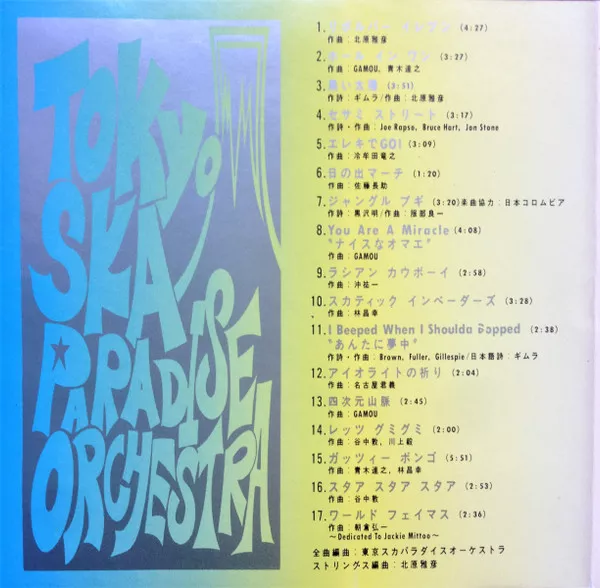 TOKYO
SKA
PARADISE
ORCHESTRA
1. (4:27)
作曲：北原雅彦
2. (3:27)
作曲：GAMOU, 青木達之
3. (3:51)
作詩：ギムラ/作曲：北原雅彦
4. セサミ ストリート (3:17)
作詩・作曲：Joe Raposo, Bruce Hart, Jon Stone
5. エレキでGO! (3:09)
作曲：冷牟田竜之
6. 日の出マーチ (1:20)
作曲：佐藤長助
7. ジャングル ブギ (3:20)楽曲協力：日本コロムビア
作詩：黒沢明/作曲：服部良一
8. You Are A Miracle (4:08)
"ナイスなオマエ"
作曲：GAMOU
9. ラシアン カウボーイ (2:58)
作曲：沖祐一
10. スカティック インベーダーズ (3:28)
作曲：林昌幸
11. I Beeped When I Shoulda Bopped (2:38)
"あんたに夢中"
作詩・作曲：Brown, Fuller, Gillespie/日本語詩：ギムラ
12. アイオライトの祈り (2:04)
作曲：名古屋君義
13. 四次元山脈 (2:45)
作曲：GAMOU
14. レッツ グミグミ (2:00)
作曲：谷中敦、川上毅
15. ガッツィー ボンゴ (5:51)
作曲：青木達之、林昌幸
16. スタア スタア スタア (2:53)
作曲：谷中敦
17. ワールド フェイマス (2:36)
作曲：朝倉弘一
〜Dedicated To Jackie Mittoo〜
全曲編曲：東京スカパラダイスオーケストラ
ストリングス編曲：北原雅彦